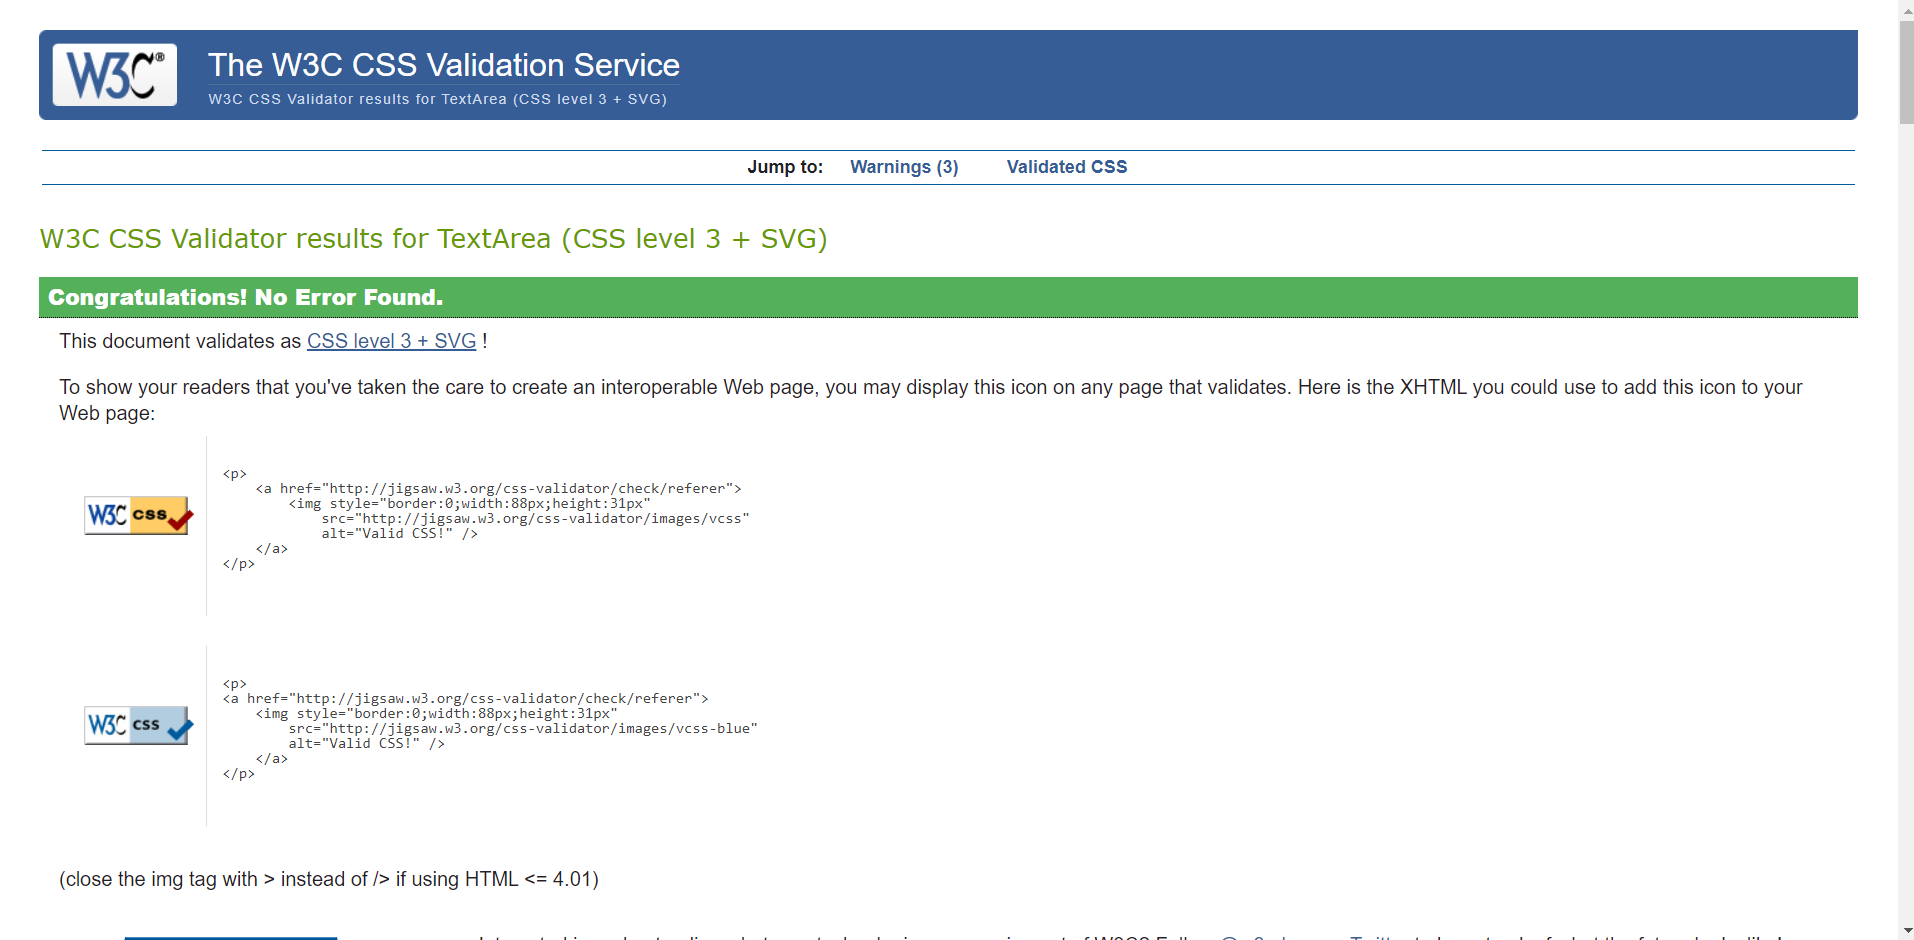 W3C®
The W3C CSS Validation Service
W3C CSS Validator results for TextArea (CSS level 3 + SVG)
Jump to: Warnings (3) Validated CSS
W3C CSS Validator results for TextArea (CSS level 3 + SVG)
Congratulations! No Error Found.
This document validates as CSS level 3 + SVG !
To show your readers that you've taken the care to create an interoperable Web page, you may display this icon on any page that validates. Here is the XHTML you could use to add this icon to your
Web page:
W3C css
<p>
<a href="http://jigsaw.w3.org/css-validator/check/referer">
<img style="border:0;width:88px;height:31px"
src="http://jigsaw.w3.org/css-validator/images/vcss"
alt="Valid CSS!" />
</a>
</p>
W3C css
<p>
<a href="http://jigsaw.w3.org/css-validator/check/referer">
<img style="border:0;width:88px;height:31px"
src="http://jigsaw.w3.org/css-validator/images/vcss-blue"
alt="Valid CSS!" />
</a>
</p>
(close the img tag with > instead of /> if using HTML <= 4.01)